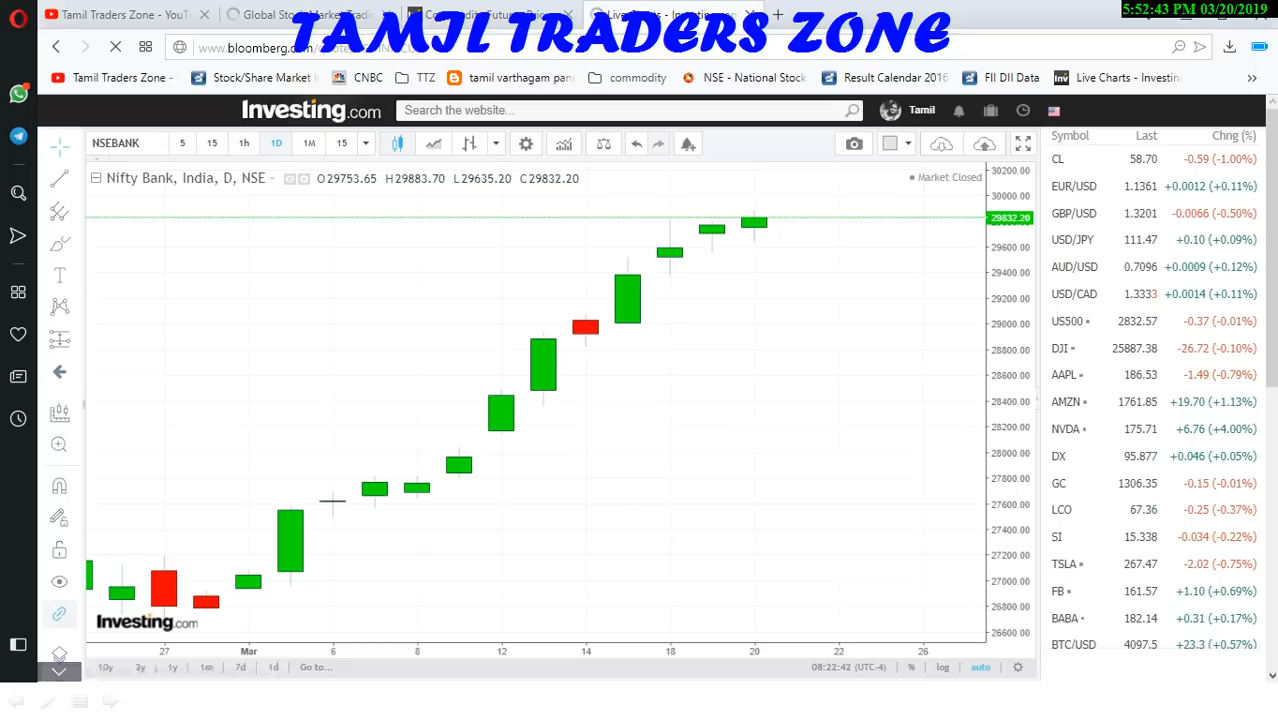 5:52:43 PM 03/20/2019
Tamil Traders Zone - YouT
Global Stock Market Tradin
TAMIL TRADERS ZONE
www.bloomberg.com/
Tamil Traders Zone -
Stock/Share Market I
CNBC
TTZ
tamil varthagam pan
commodity
NSE - National Stock
Result Calendar 2016
FII DII Data
Live Charts - Investin
Investing.com
Search the website...
Tamil
NSEBANK
5
15
1h
1D
1M
15
Nifty Bank, India, D, NSE
O29753.65 H29883.70 L29635.20 C29832.20
Market Closed
30200.00
30000.00
29832.20
29600.00
29400.00
29200.00
29000.00
28800.00
28600.00
28400.00
28200.00
28000.00
27800.00
27600.00
27400.00
27200.00
27000.00
26800.00
26600.00
Investing.com
27 Mar 6 8 12 14 18 20 22 26
10y 3y 1y 1m 7d 1d Go to...
08:22:42 (UTC-4) % log auto
Symbol Last Chng (%)
CL 58.70 -0.59 (-1.00%)
EUR/USD 1.1361 +0.0012 (+0.11%)
GBP/USD 1.3201 -0.0066 (-0.50%)
USD/JPY 111.47 +0.10 (+0.09%)
AUD/USD 0.7096 +0.0009 (+0.12%)
USD/CAD 1.3333 +0.0014 (+0.11%)
US500 2832.57 -0.37 (-0.01%)
DJI 25887.38 -26.72 (-0.10%)
AAPL 186.53 -1.49 (-0.79%)
AMZN 1761.85 +19.70 (+1.13%)
NVDA 175.71 +6.76 (+4.00%)
DX 95.877 +0.046 (+0.05%)
GC 1306.35 -0.15 (-0.01%)
LCO 67.36 -0.25 (-0.37%)
SI 15.338 -0.034 (-0.22%)
TSLA 267.47 -2.02 (-0.75%)
FB 161.57 +1.10 (+0.69%)
BABA 182.14 +0.31 (+0.17%)
BTC/USD 4097.5 +23.3 (+0.57%)